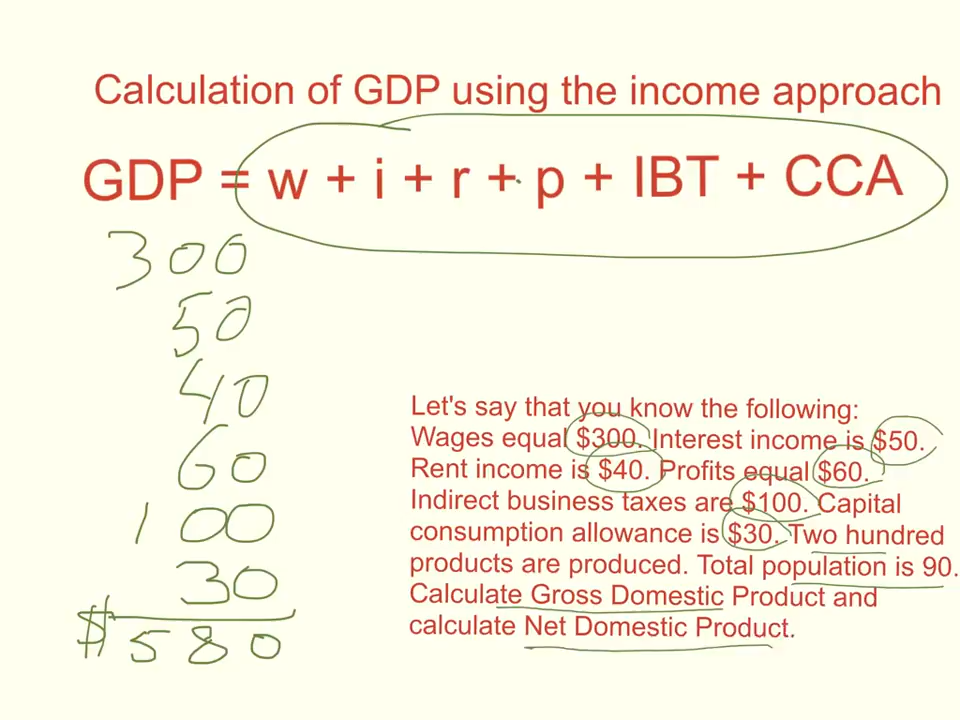 Calculation of GDP using the income approach
GDP = w + i + r + p + IBT + CCA
300
50
40
60
100
30
$580
Let's say that you know the following:
Wages equal $300. Interest income is $50.
Rent income is $40. Profits equal $60.
Indirect business taxes are $100. Capital
consumption allowance is $30. Two hundred
products are produced. Total population is 90.
Calculate Gross Domestic Product and
calculate Net Domestic Product.